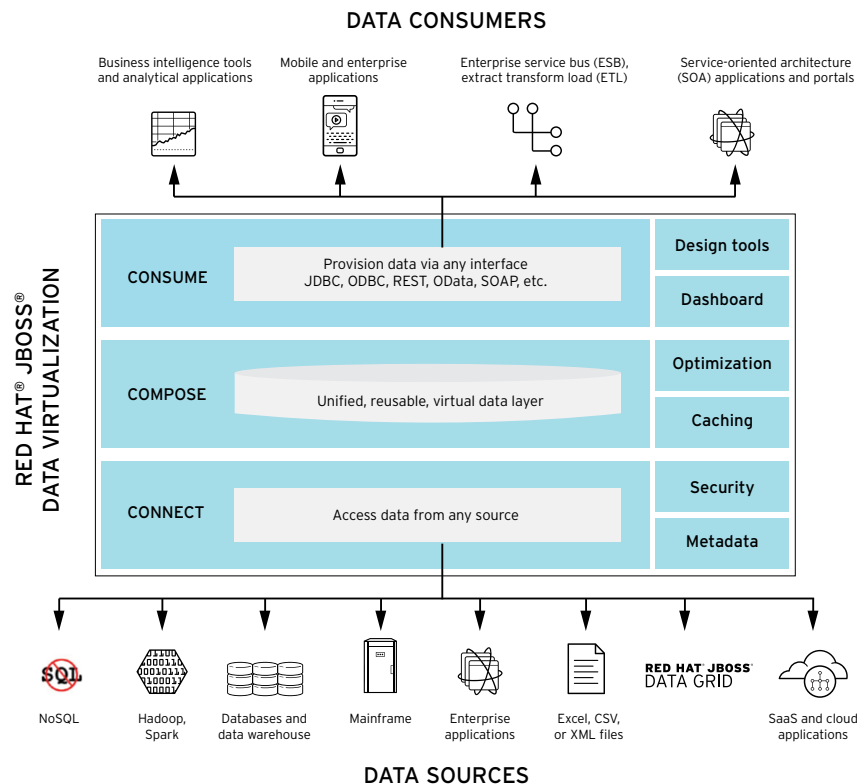 DATA CONSUMERS
Business intelligence tools
and analytical applications
Mobile and enterprise
applications
Enterprise service bus (ESB),
extract transform load (ETL)
Service-oriented architecture
(SOA) applications and portals
RED HAT® JBOSS®
DATA VIRTUALIZATION
CONSUME
Provision data via any interface
JDBC, ODBC, REST, OData, SOAP, etc.
Design tools
Dashboard
COMPOSE
Unified, reusable, virtual data layer
Optimization
Caching
CONNECT
Access data from any source
Security
Metadata
SQL
NoSQL
Hadoop,
Spark
Databases and
data warehouse
Mainframe
Enterprise
applications
Excel, CSV,
or XML files
RED HAT® JBOSS®
DATA GRID
SaaS and cloud
applications
DATA SOURCES